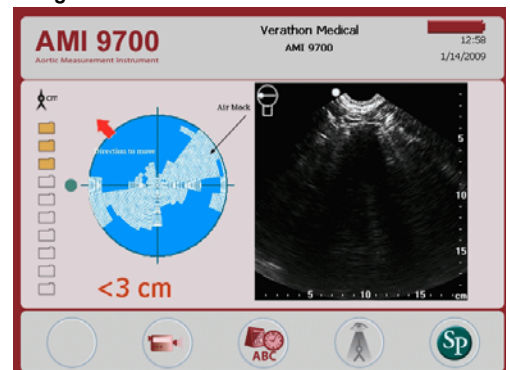 AMI 9700
Aortic Measurement Instrument
Verathon Medical
AMI 9700
12:58
1/14/2009
cm
Air block
Direction to move
<3 cm
5
10
15
5 10 15 cm
ABC
SP